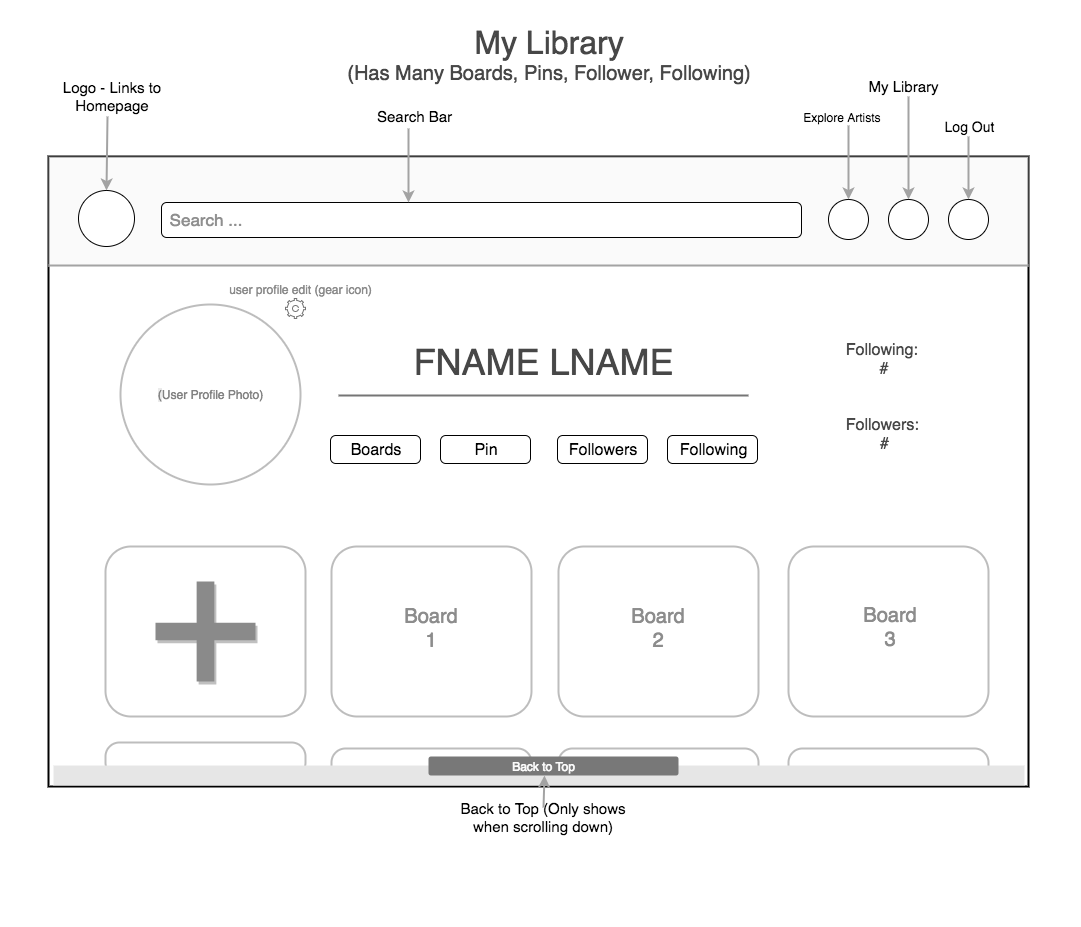 My Library
(Has Many Boards, Pins, Follower, Following)
Logo - Links to
Homepage
Search Bar
Explore Artists
My Library
Log Out
Search ...
user profile edit (gear icon)
C
(User Profile Photo)
FNAME LNAME
Following:
#
Followers:
#
Boards
Pin
Followers
Following
Board
1
Board
2
Board
3
Back to Top
Back to Top (Only shows
when scrolling down)